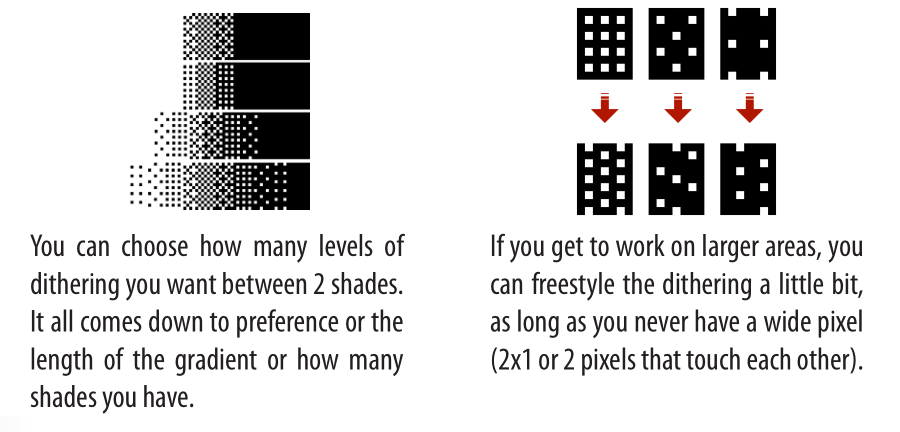 You can choose how many levels of
dithering you want between 2 shades.
It all comes down to preference or the
length of the gradient or how many
shades you have.
If you get to work on larger areas, you
can freestyle the dithering a little bit,
as long as you never have a wide pixel
(2x1 or 2 pixels that touch each other).